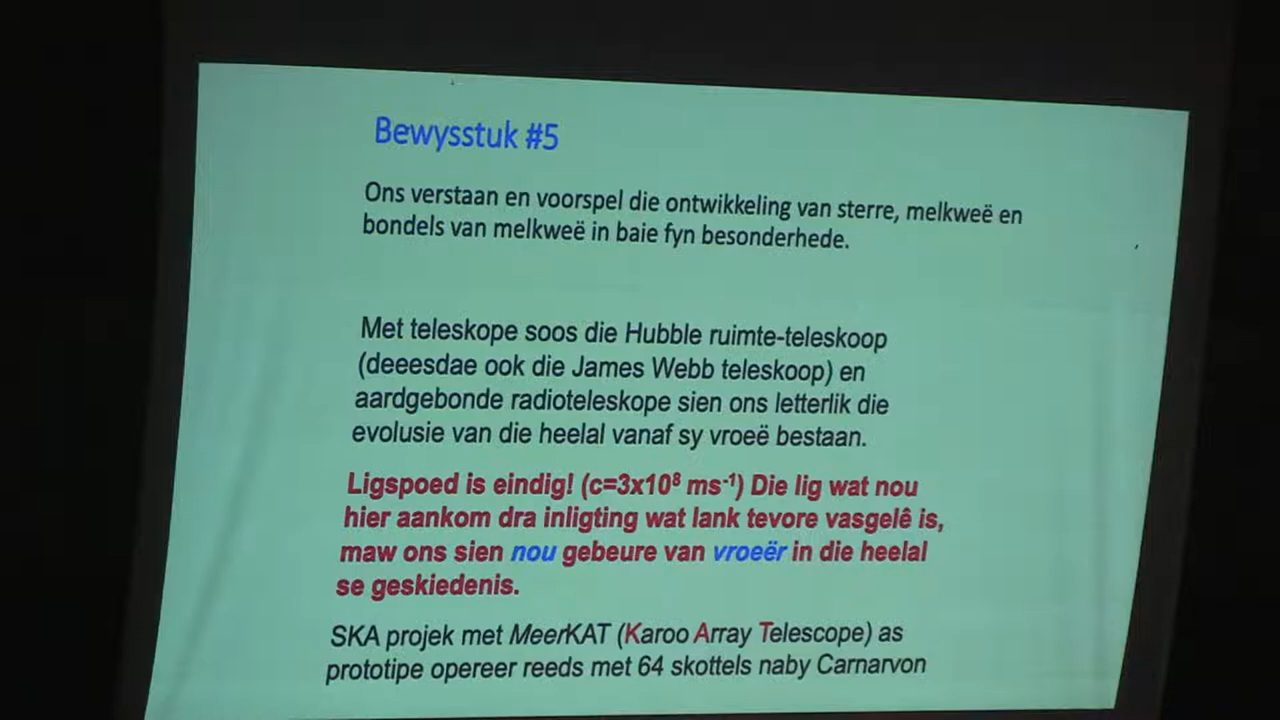 Bewysstuk #5
Ons verstaan en voorspel die ontwikkeling van sterre, melkweë en
bondels van melkweë in baie fyn besonderhede.
Met teleskope soos die Hubble ruimte-teleskoop
(deeesdae ook die James Webb teleskoop) en
aardgebonde radioteleskope sien ons letterlik die
evolusie van die heelal vanaf sy vroeë bestaan.
Ligspoed is eindig! (c=3x10⁸ ms⁻¹) Die lig wat nou
hier aankom dra inligting wat lank tevore vasgelê is,
maw ons sien nou gebeure van vroeër in die heelal
se geskiedenis.
SKA projek met MeerKAT (Karoo Array Telescope) as
prototipe opereer reeds met 64 skottels naby Carnarvon